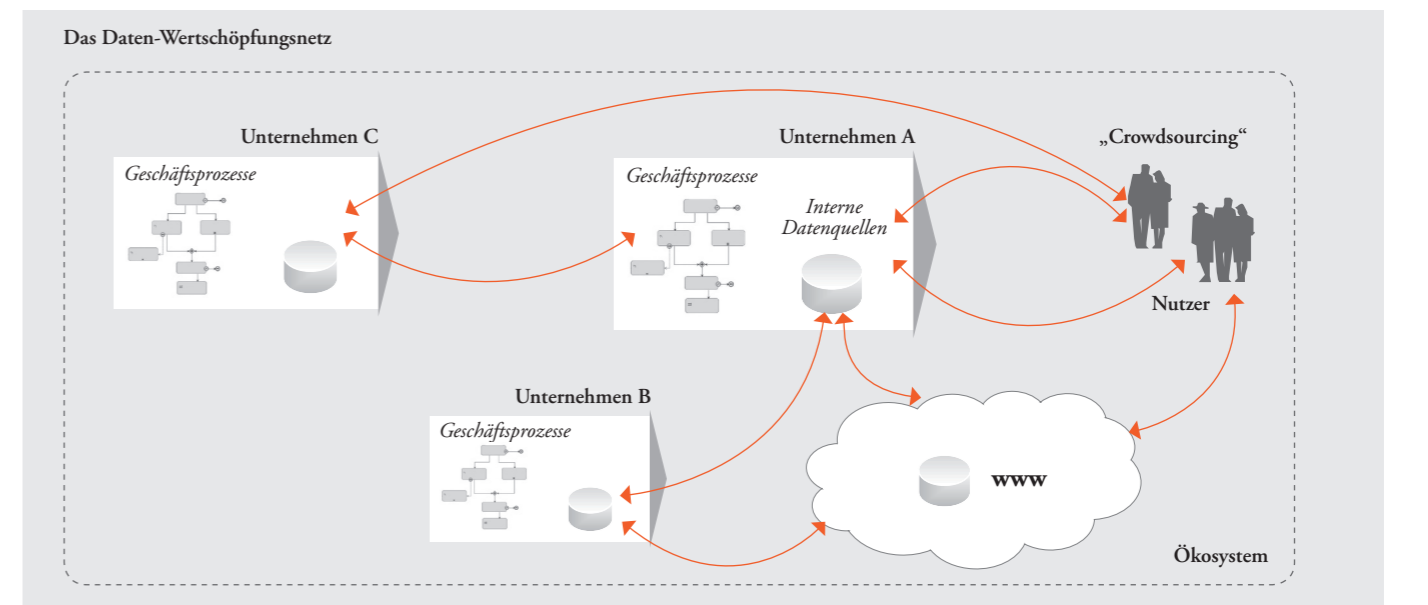 Das Daten-Wertschöpfungsnetz
Unternehmen C
Geschäftsprozesse
Unternehmen A
Geschäftsprozesse
Interne
Datenquellen
„Crowdsourcing“
Nutzer
Unternehmen B
Geschäftsprozesse
www
Ökosystem